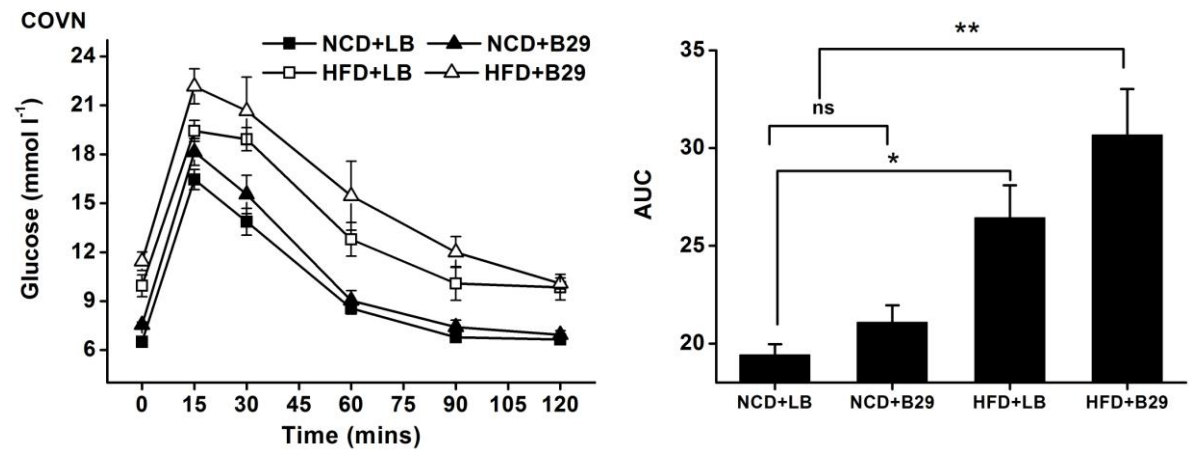 COVN
NCD+LB NCD+B29
HFD+LB HFD+B29
Glucose (mmol l⁻¹)
24
21
18
15
12
9
6
0 15 30 45 60 75 90 105 120
Time (mins)
AUC
35
30
25
20
**
ns
*
NCD+LB NCD+B29 HFD+LB HFD+B29